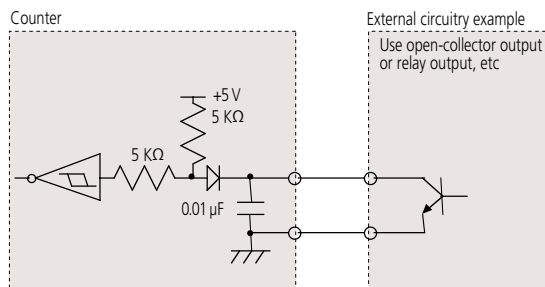 Counter
External circuitry example
Use open-collector output
or relay output, etc
+5 V
5 KΩ
5 KΩ
0.01 µF